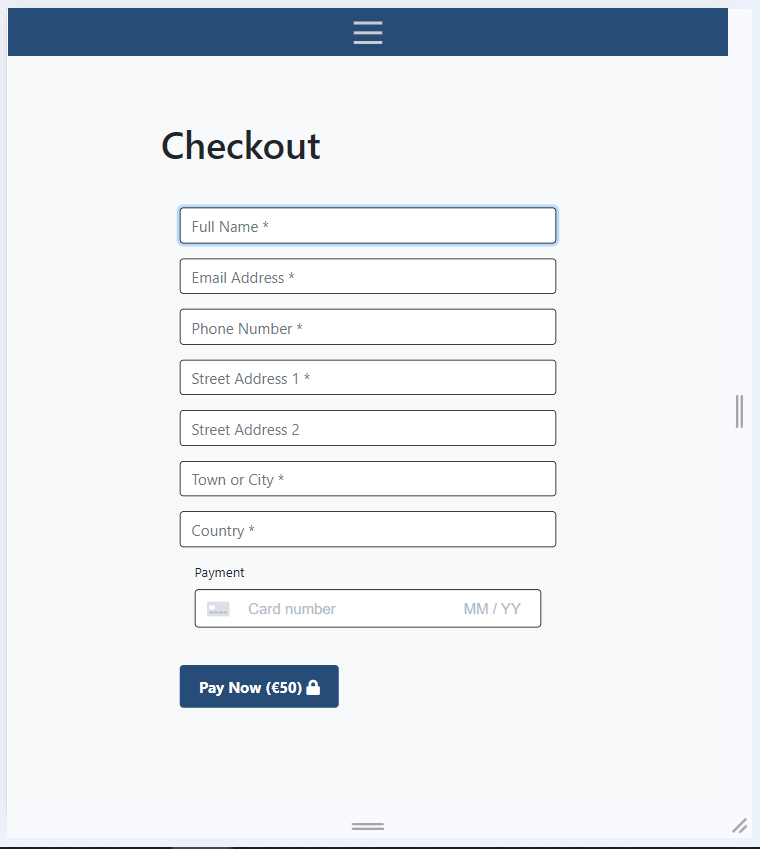 Checkout
Full Name *
Email Address *
Phone Number *
Street Address 1 *
Street Address 2
Town or City *
Country *
Payment
Card number MM / YY
Pay Now (€50)